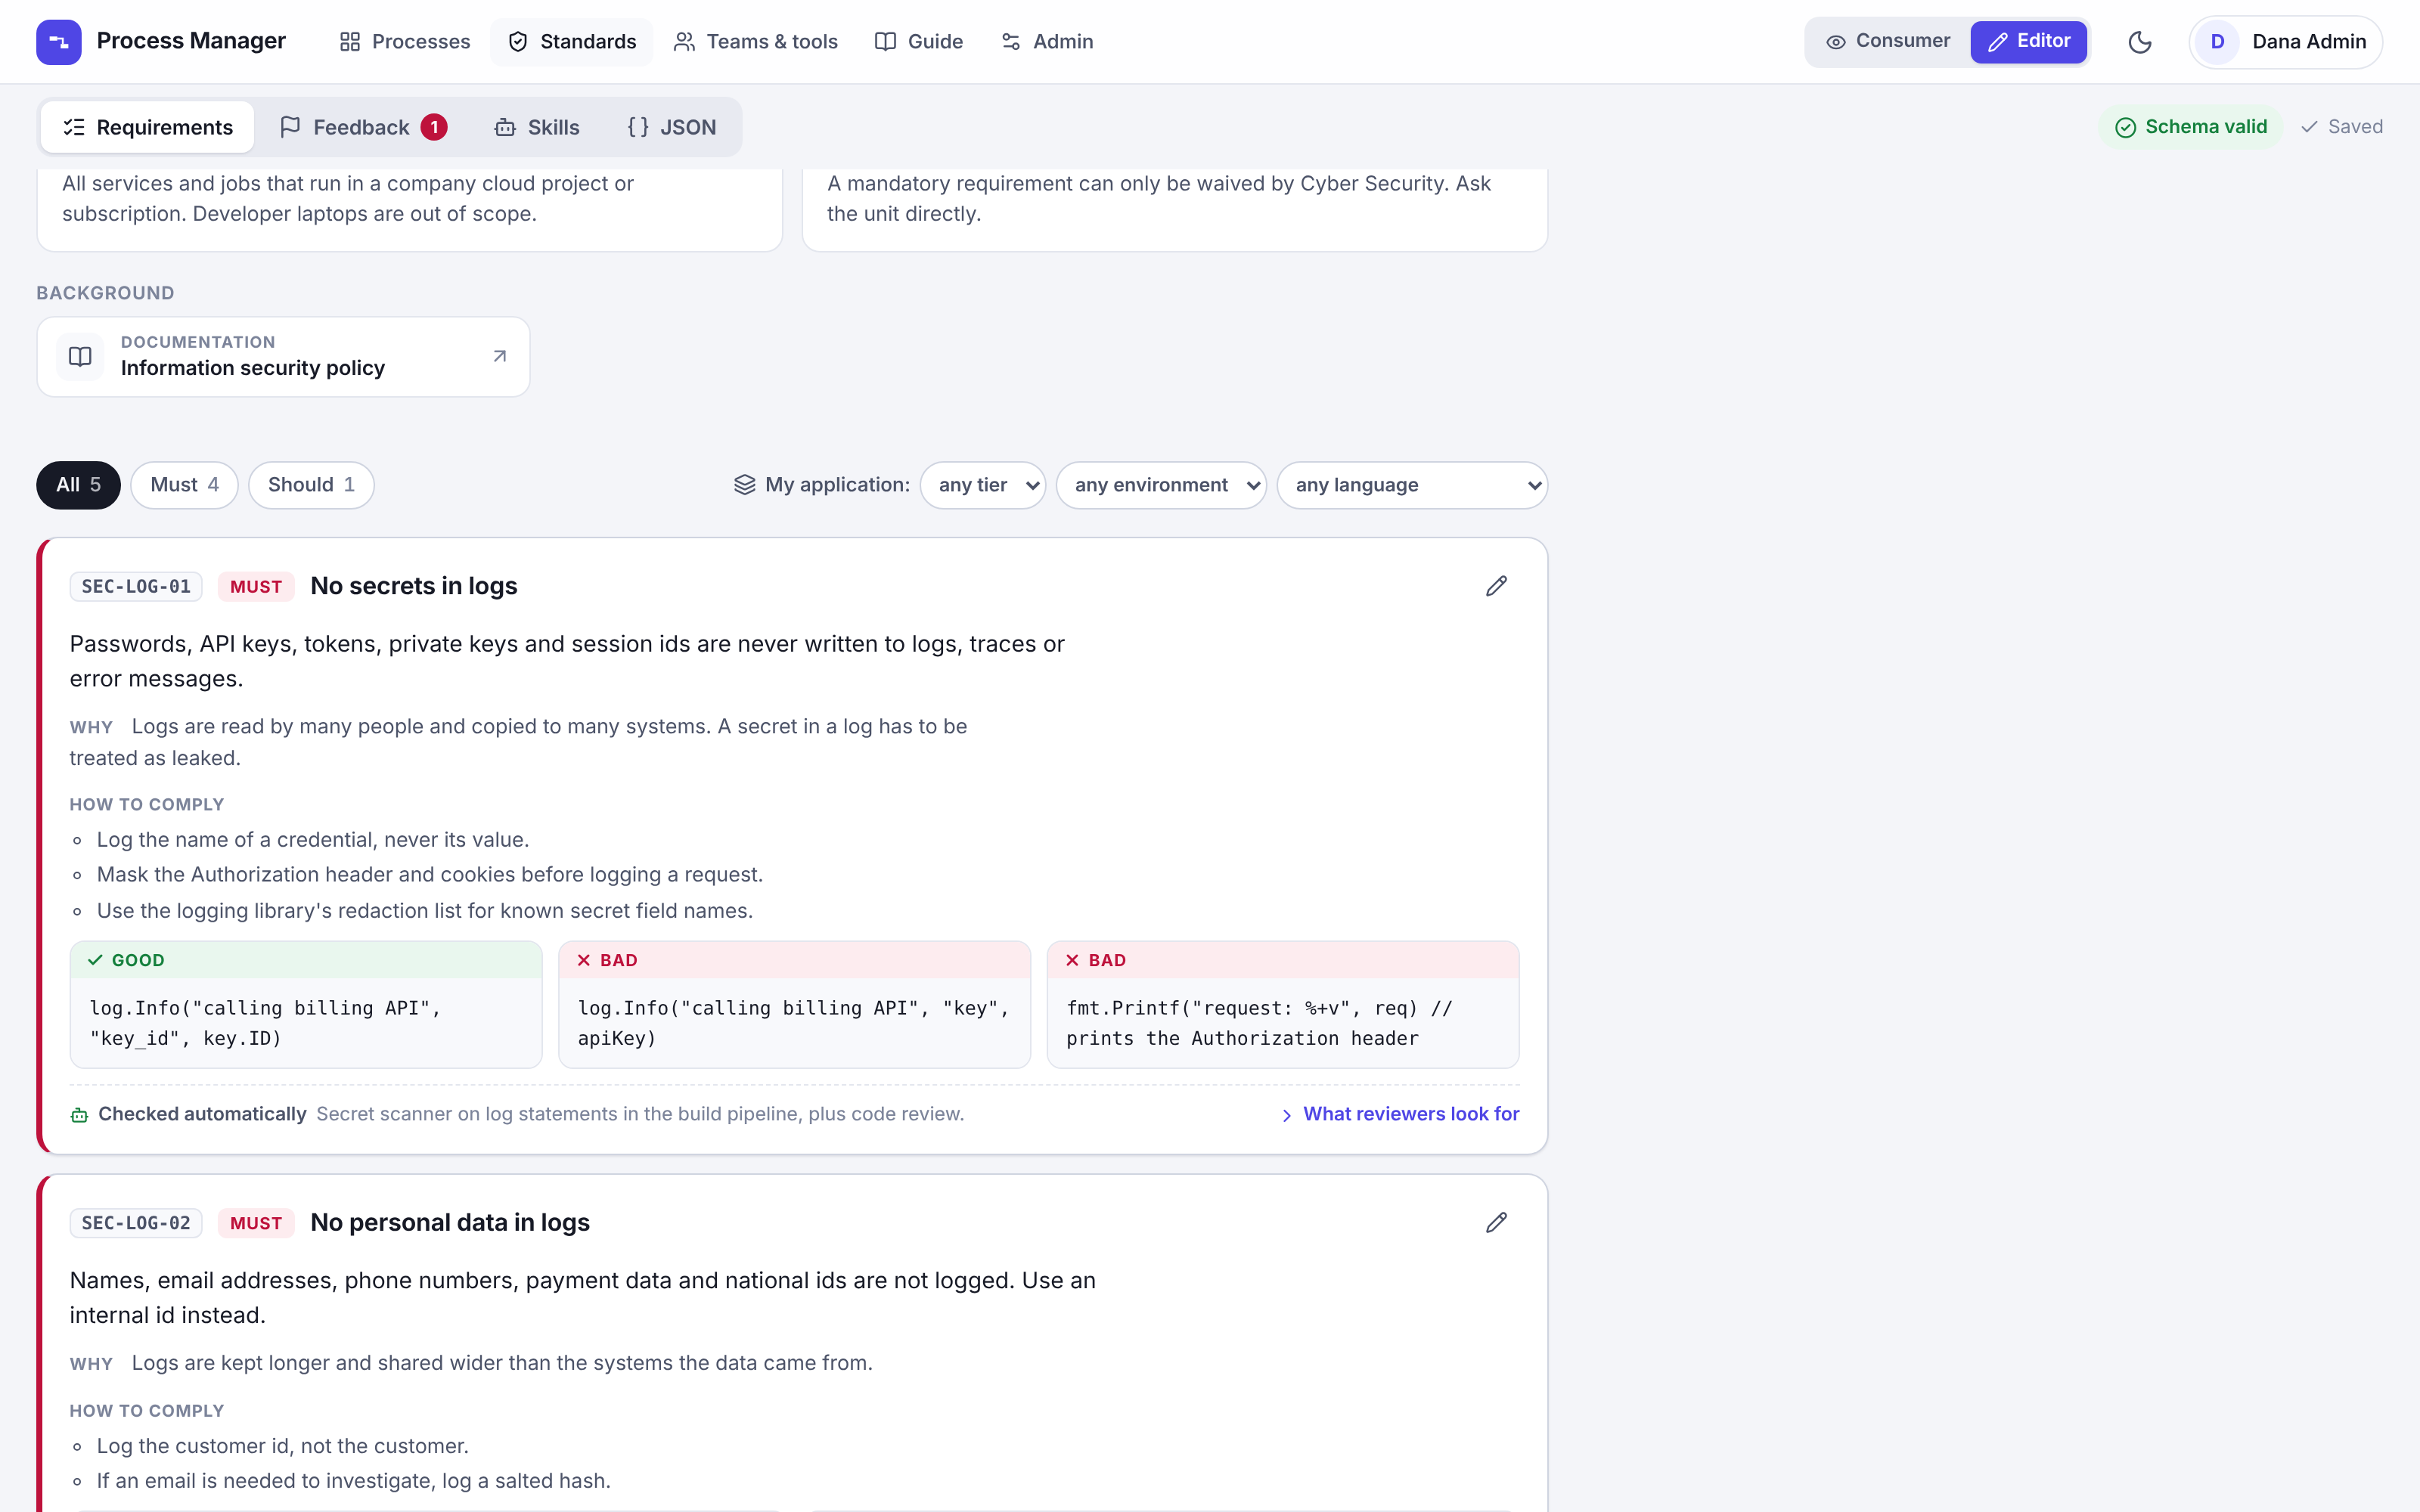 Process Manager
Processes
Standards
Teams & tools
Guide
Admin
Consumer
Editor
D
Dana Admin
Requirements
Feedback 1
Skills
{ } JSON
Schema valid
Saved
All services and jobs that run in a company cloud project or
subscription. Developer laptops are out of scope.
A mandatory requirement can only be waived by Cyber Security. Ask
the unit directly.
BACKGROUND
DOCUMENTATION
Information security policy
All 5
Must 4
Should 1
My application:
any tier
any environment
any language
SEC-LOG-01
MUST
No secrets in logs
Passwords, API keys, tokens, private keys and session ids are never written to logs, traces or
error messages.
WHY Logs are read by many people and copied to many systems. A secret in a log has to be
treated as leaked.
HOW TO COMPLY
Log the name of a credential, never its value.
Mask the Authorization header and cookies before logging a request.
Use the logging library's redaction list for known secret field names.
GOOD
log.Info("calling billing API",
"key_id", key.ID)
BAD
log.Info("calling billing API", "key",
apiKey)
BAD
fmt.Printf("request: %+v", req) //
prints the Authorization header
Checked automatically Secret scanner on log statements in the build pipeline, plus code review.
What reviewers look for
SEC-LOG-02
MUST
No personal data in logs
Names, email addresses, phone numbers, payment data and national ids are not logged. Use an
internal id instead.
WHY Logs are kept longer and shared wider than the systems the data came from.
HOW TO COMPLY
Log the customer id, not the customer.
If an email is needed to investigate, log a salted hash.